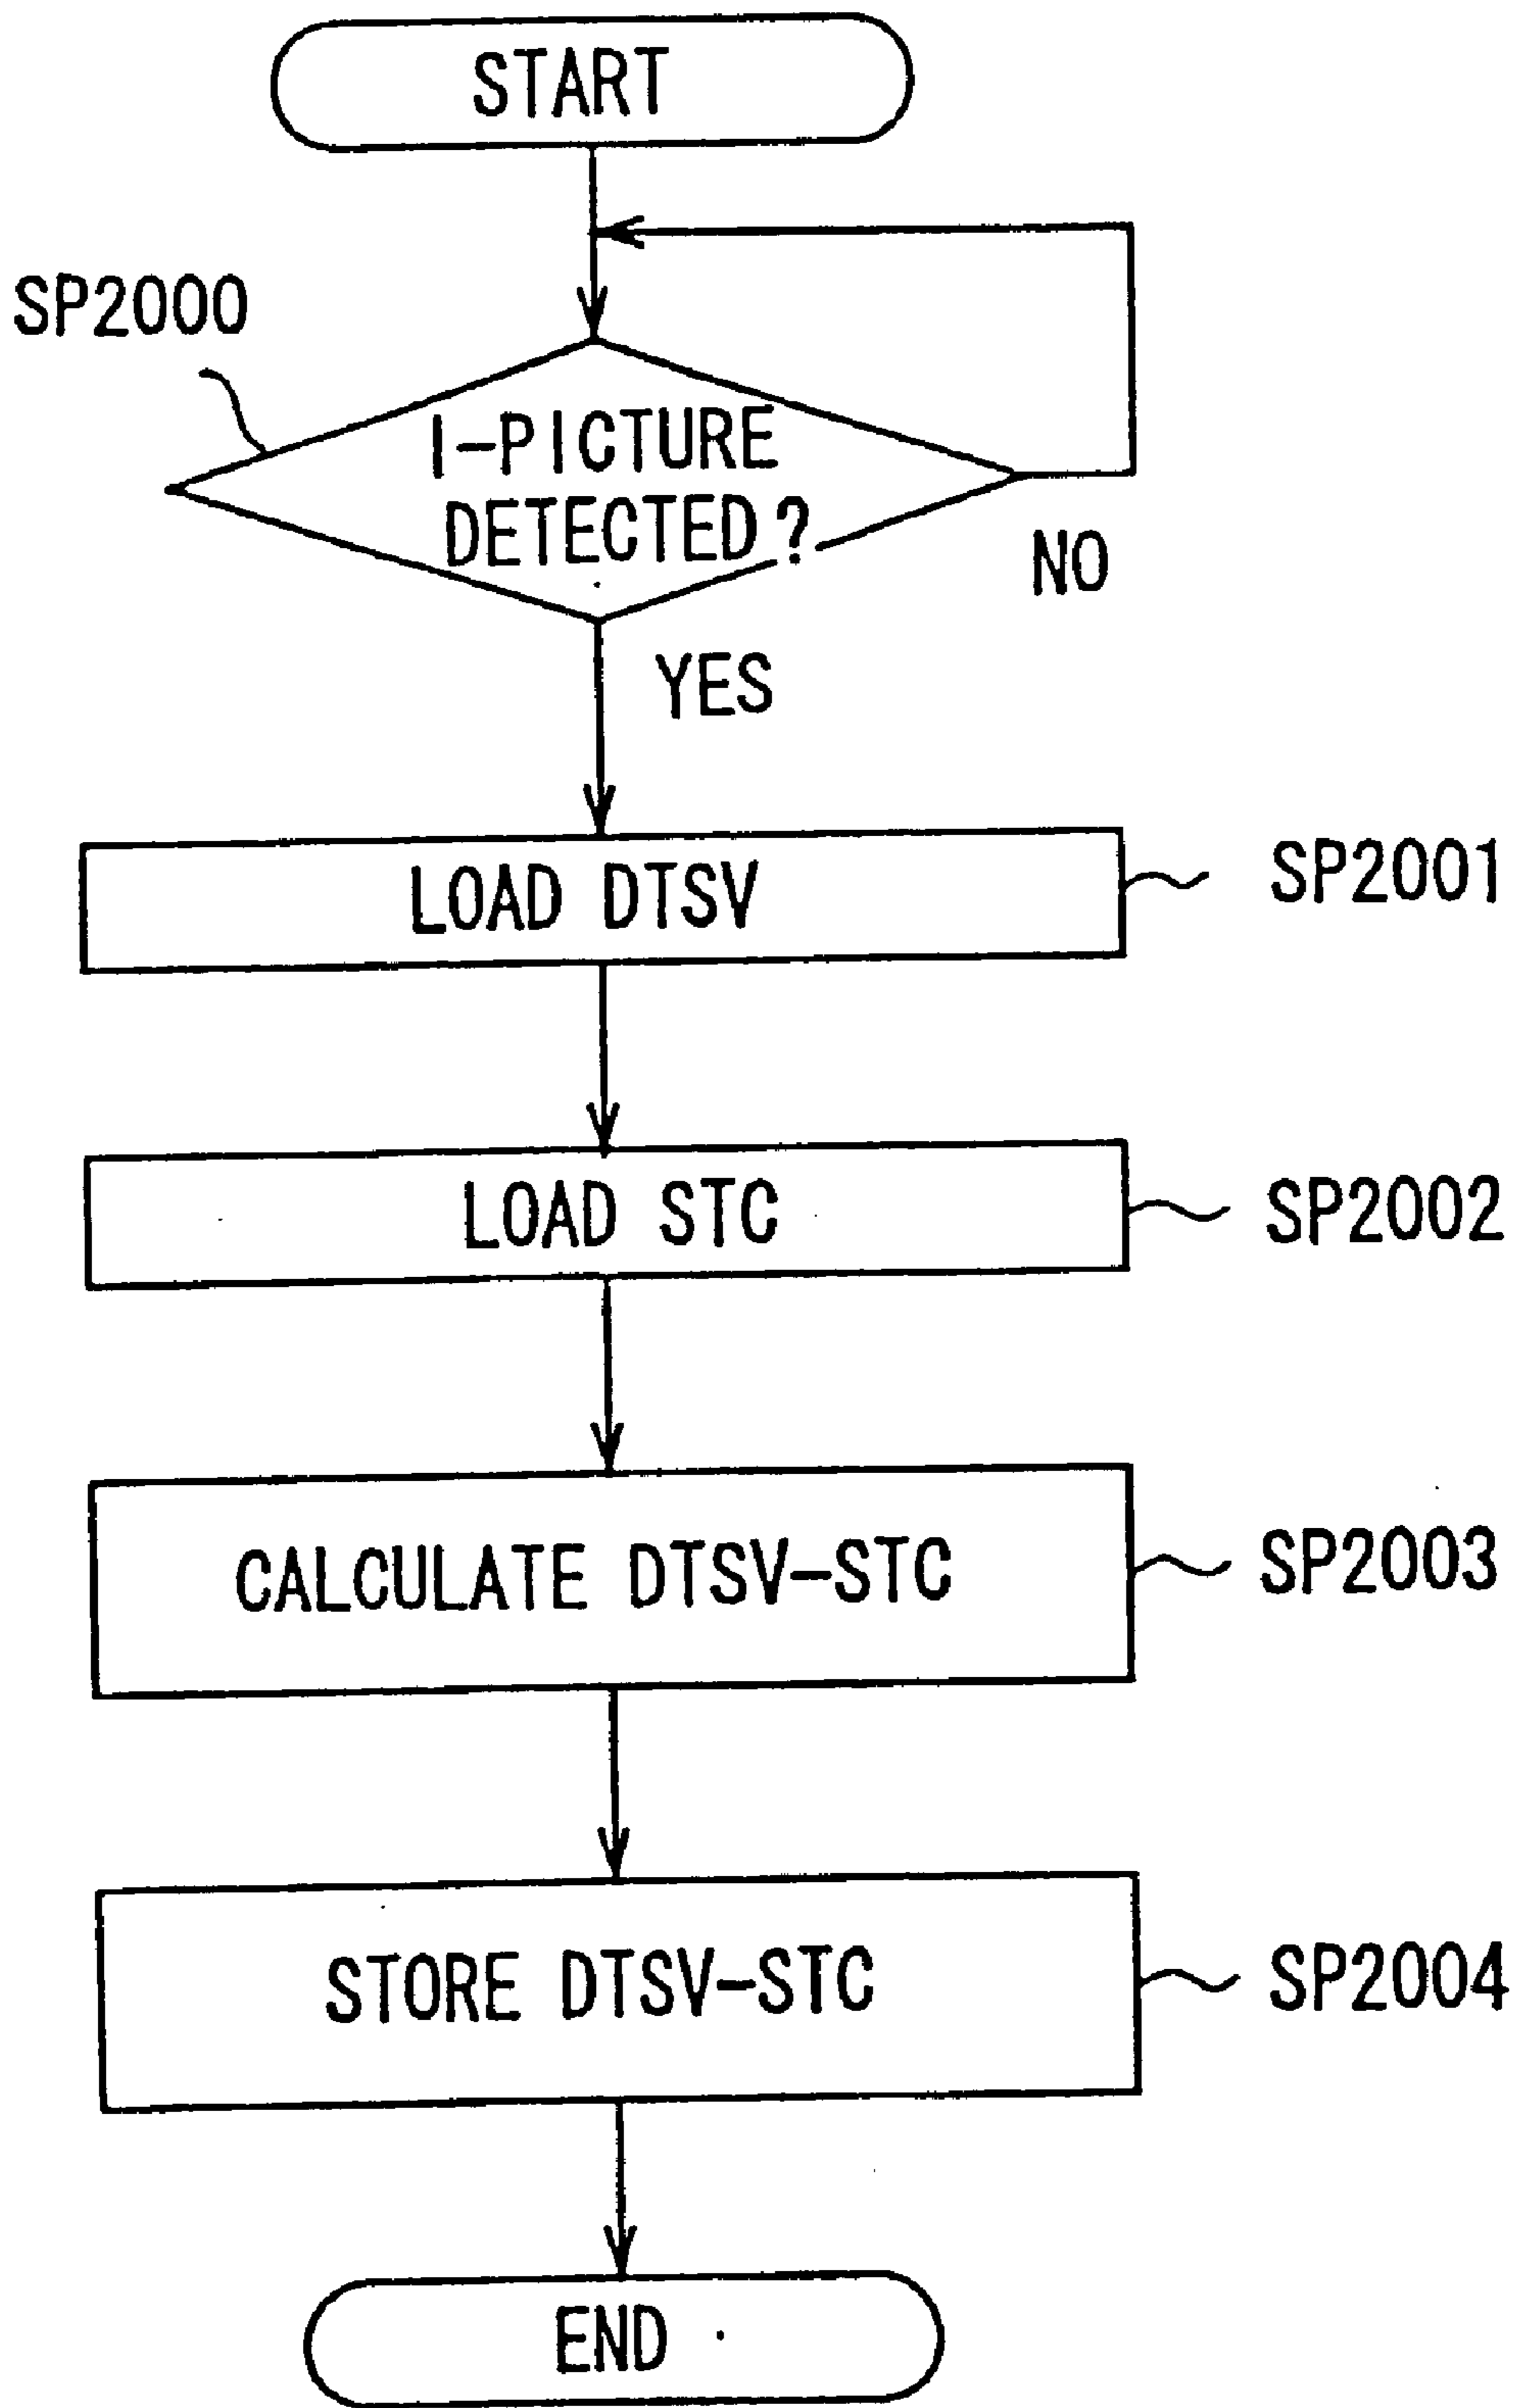 START
SP2000
I-PICTURE
DETECTED?
NO
YES
LOAD DTSV
SP2001
LOAD STC
SP2002
CALCULATE DTSV-STC
SP2003
STORE DTSV-STC
SP2004
END